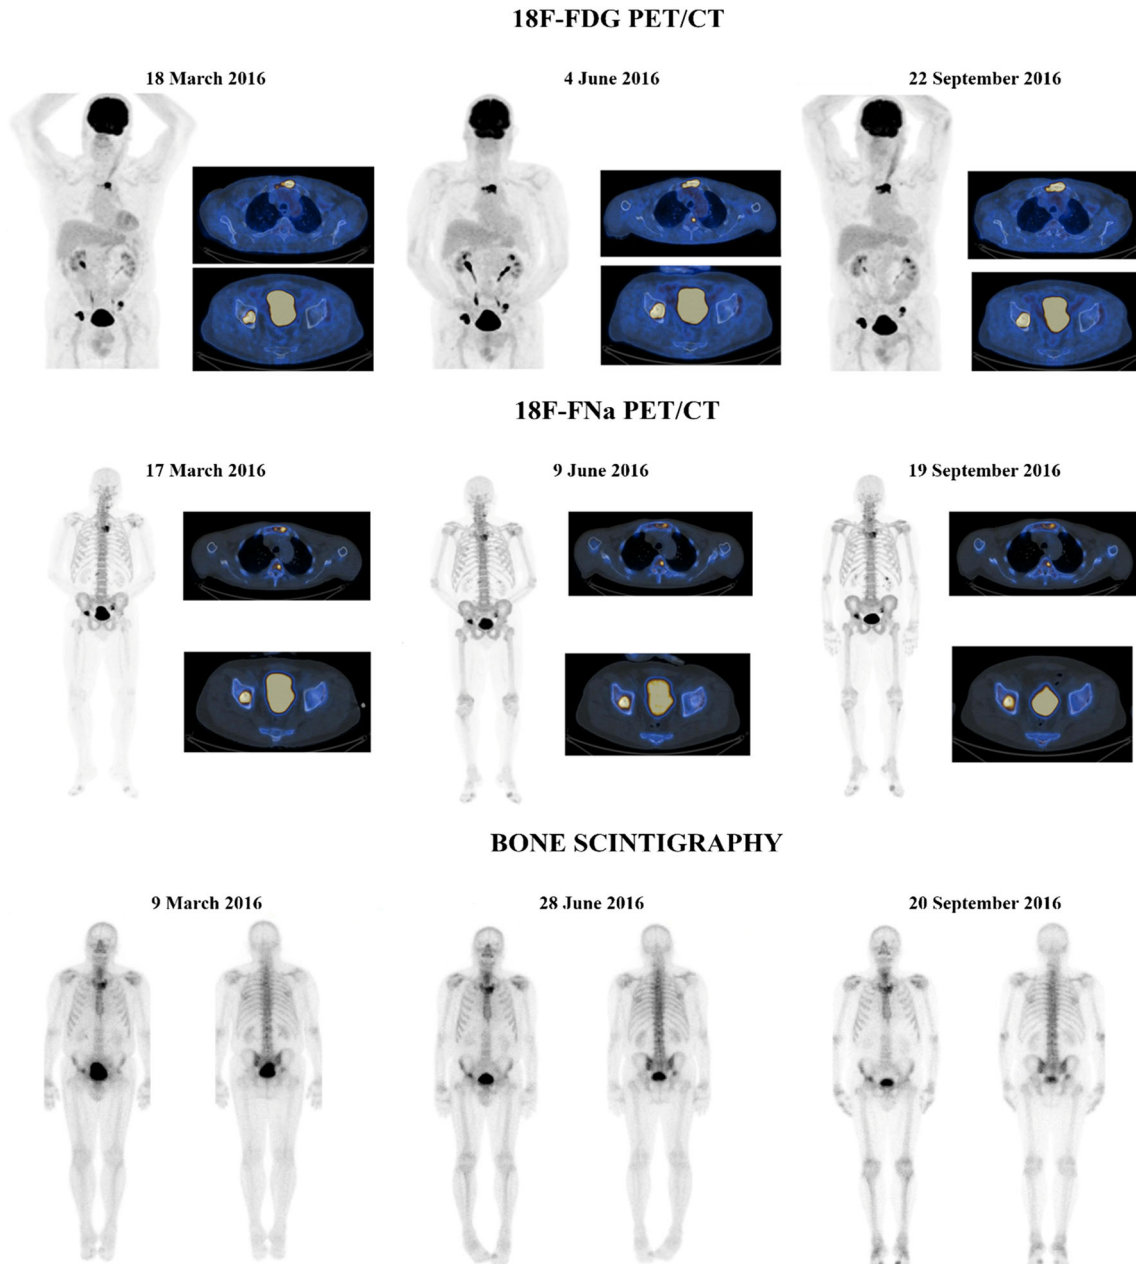 18F-FDG PET/CT
18 March 2016
4 June 2016
22 September 2016
18F-FNa PET/CT
17 March 2016
9 June 2016
19 September 2016
BONE SCINTIGRAPHY
9 March 2016
28 June 2016
20 September 2016